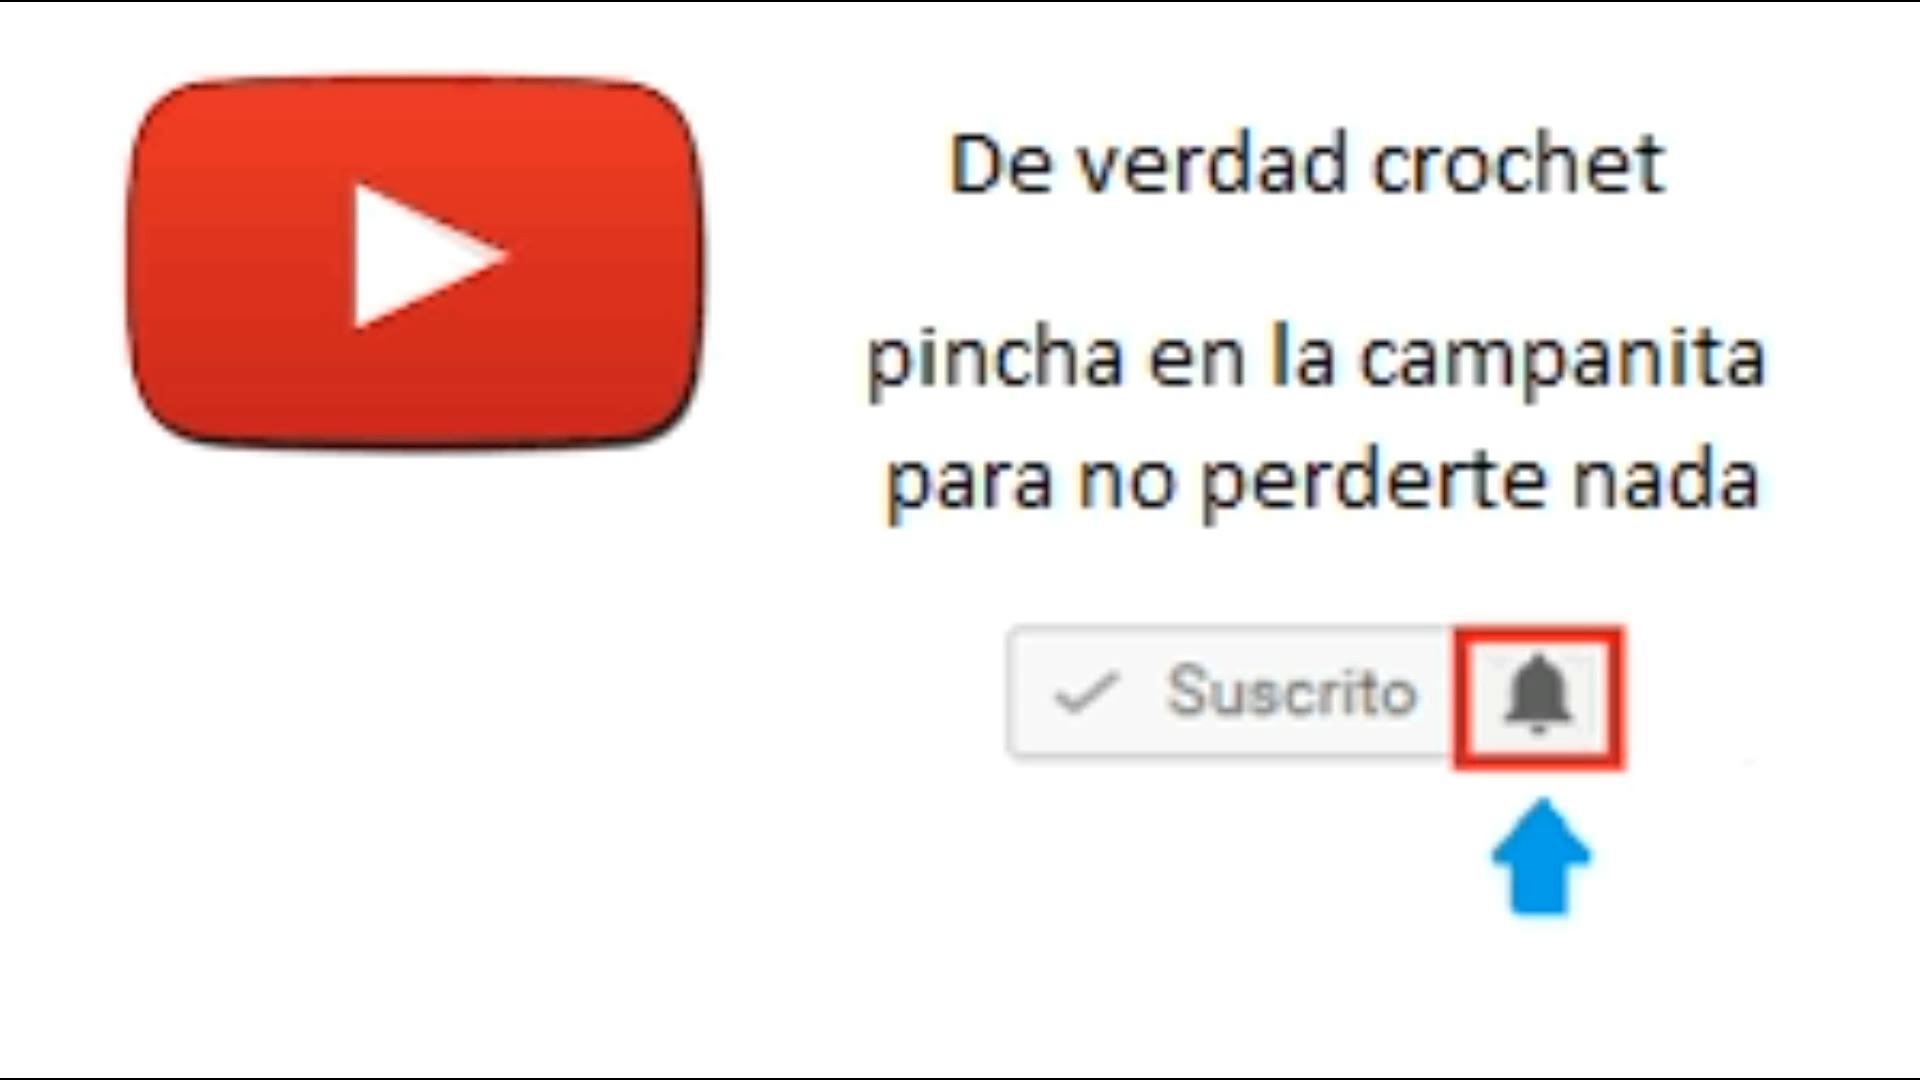 De verdad crochet
pincha en la campanita
para no perderte nada
Suscrito